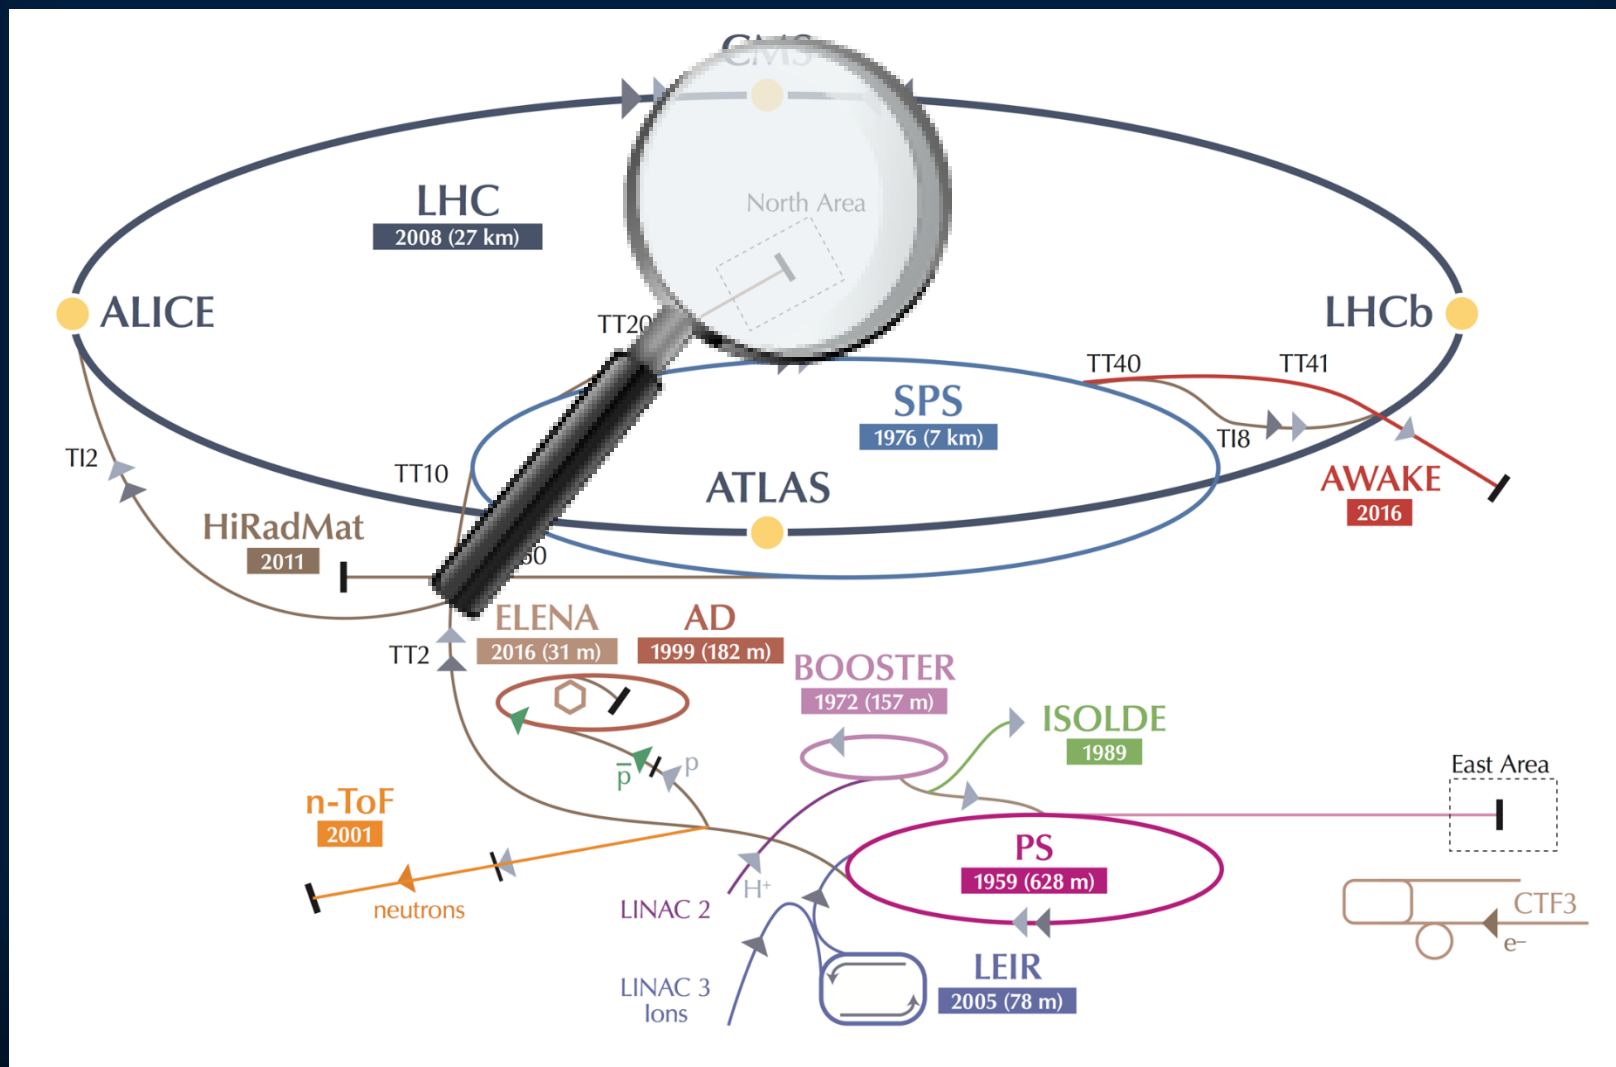 CMS
LHC
2008 (27 km)
North Area
ALICE
LHCb
TT20
TT40
TT41
SPS
1976 (7 km)
TI8
TI2
TT10
ATLAS
AWAKE
2016
HiRadMat
2011
ELENA
2016 (31 m)
AD
1999 (182 m)
TT2
BOOSTER
1972 (157 m)
ISOLDE
1989
p
p̅
East Area
n-ToF
2001
neutrons
PS
1959 (628 m)
H+
LINAC 2
CTF3
e–
LEIR
2005 (78 m)
LINAC 3
Ions